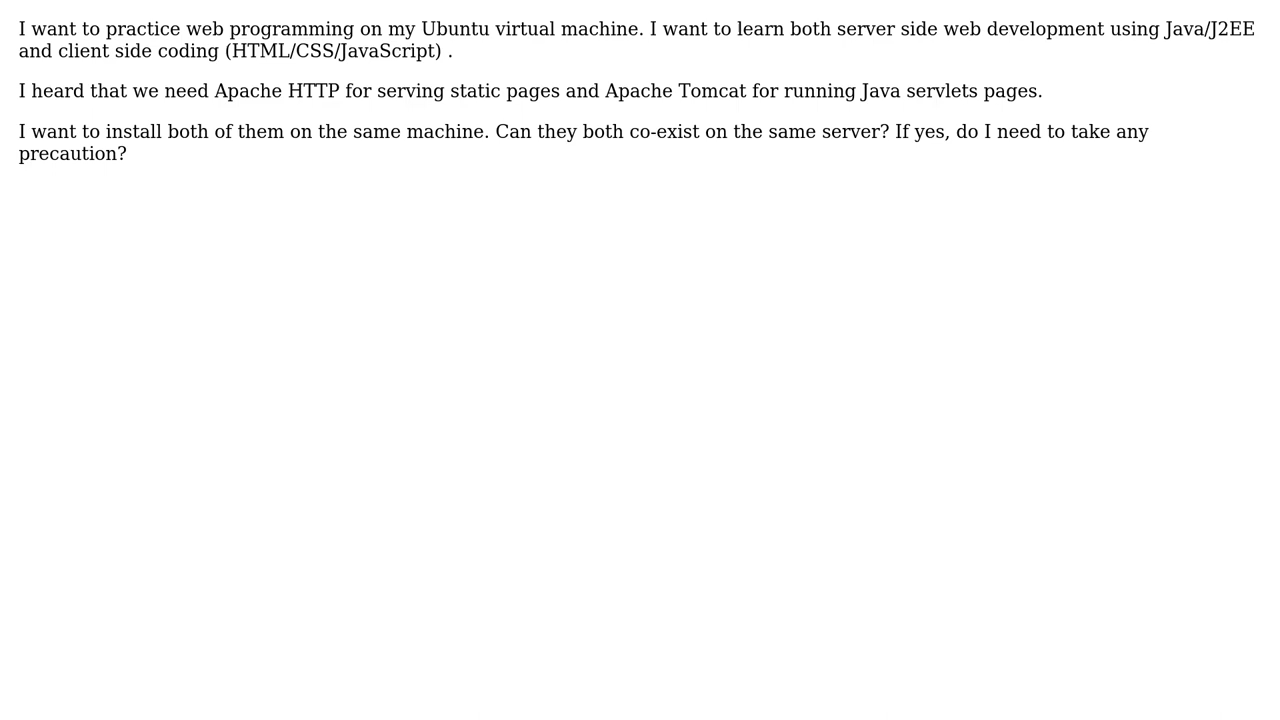 I want to practice web programming on my Ubuntu virtual machine. I want to learn both server side web development using Java/J2EE
and client side coding (HTML/CSS/JavaScript) .
I heard that we need Apache HTTP for serving static pages and Apache Tomcat for running Java servlets pages.
I want to install both of them on the same machine. Can they both co-exist on the same server? If yes, do I need to take any
precaution?